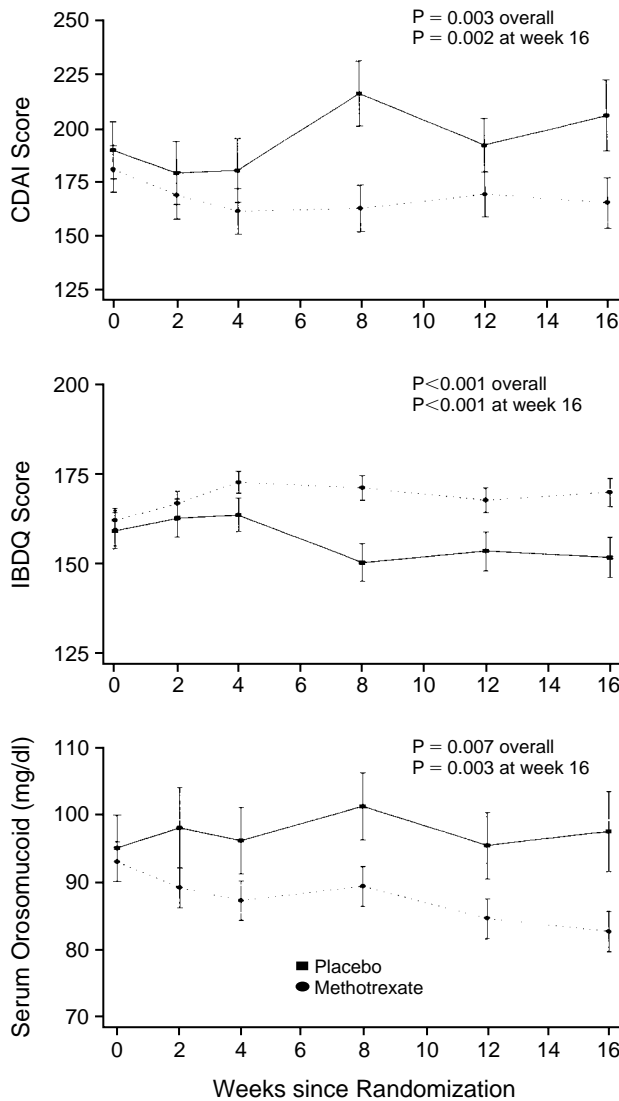 P = 0.003 overall
P = 0.002 at week 16
250
225
200
175
150
125
CDAI Score
0 2 4 6 8 10 12 14 16
P<0.001 overall
P<0.001 at week 16
200
175
150
125
IBDQ Score
0 2 4 6 8 10 12 14 16
P = 0.007 overall
P = 0.003 at week 16
110
100
90
80
70
Serum Orosomucoid (mg/dl)
Placebo
Methotrexate
0 2 4 6 8 10 12 14 16
Weeks since Randomization